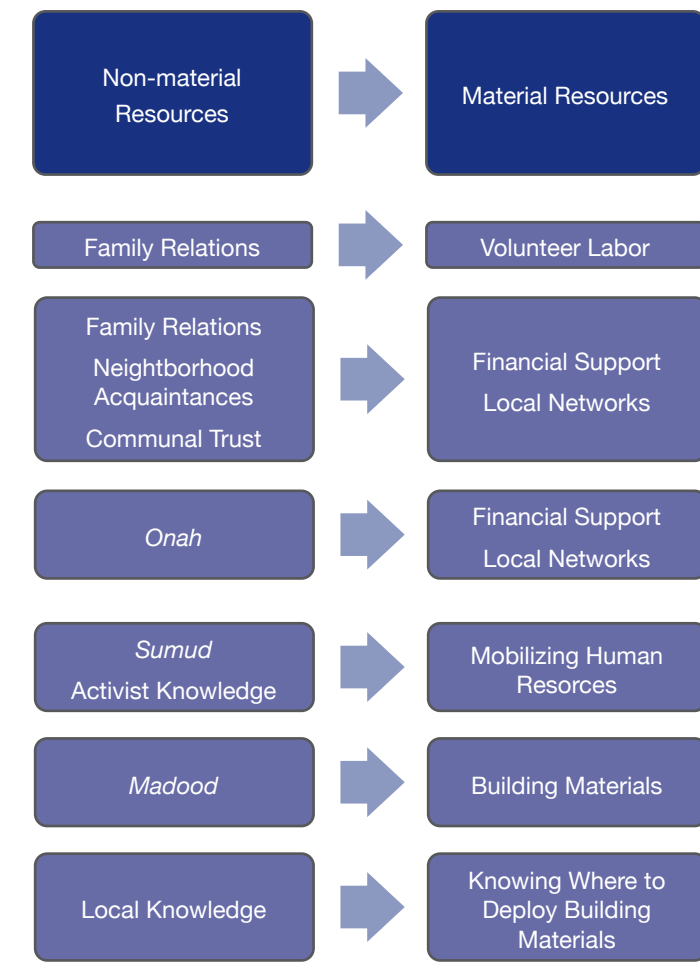 Non-material
Resources
Material Resources
Family Relations
Volunteer Labor
Family Relations
Neighborhood
Acquaintances
Communal Trust
Financial Support
Local Networks
Onah
Financial Support
Local Networks
Sumud
Activist Knowledge
Mobilizing Human
Resorces
Madood
Building Materials
Local Knowledge
Knowing Where to
Deploy Building
Materials